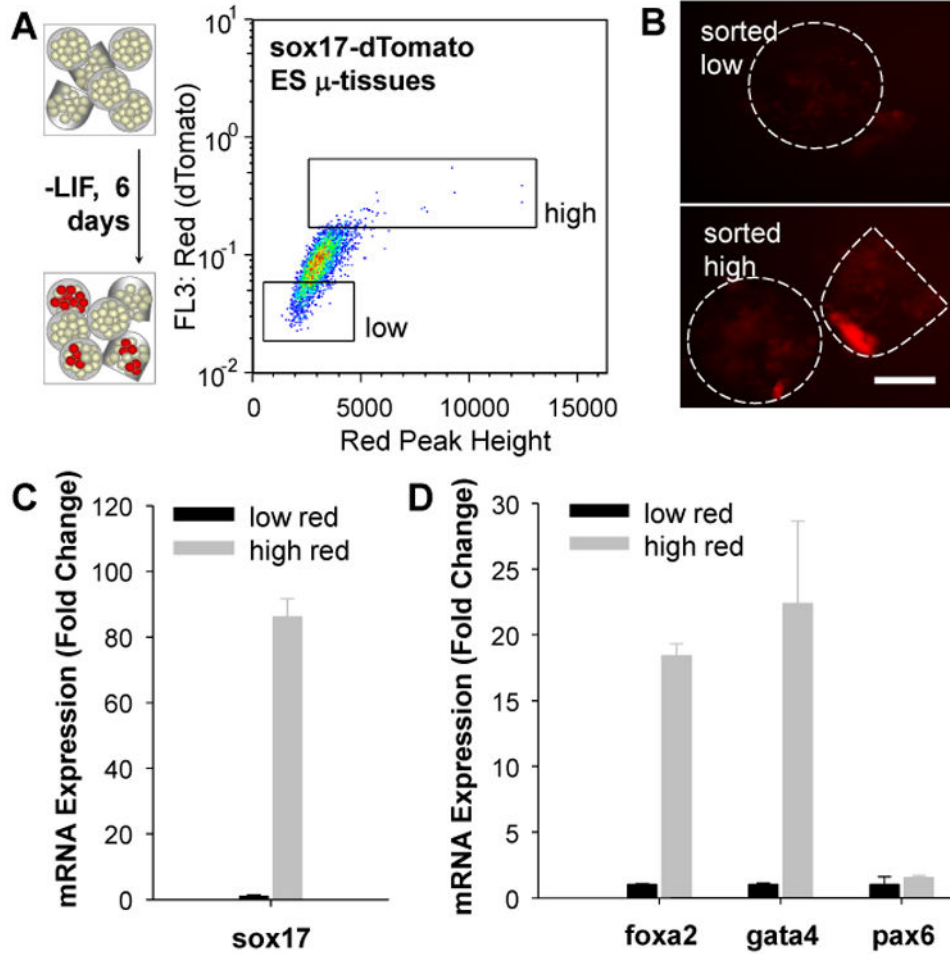 A
-LIF, 6
days
sox17-dTomato
ES μ-tissues
FL3: Red (dTomato)
10¹
10⁰
10⁻¹
10⁻²
high
low
0
5000
10000
15000
Red Peak Height
B
sorted
low
sorted
high
C
mRNA Expression (Fold Change)
120
100
80
60
40
20
0
low red
high red
sox17
D
mRNA Expression (Fold Change)
30
25
20
15
10
5
0
low red
high red
foxa2
gata4
pax6